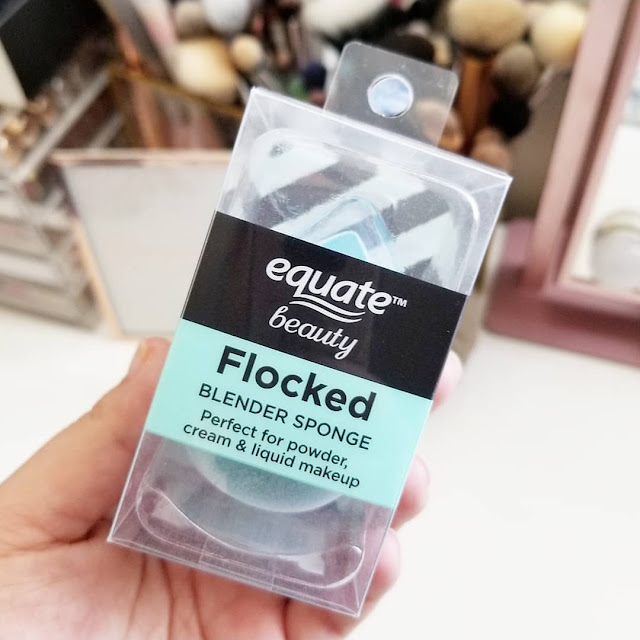 equate™
beauty
Flocked
BLENDER SPONGE
Perfect for powder,
cream & liquid makeup